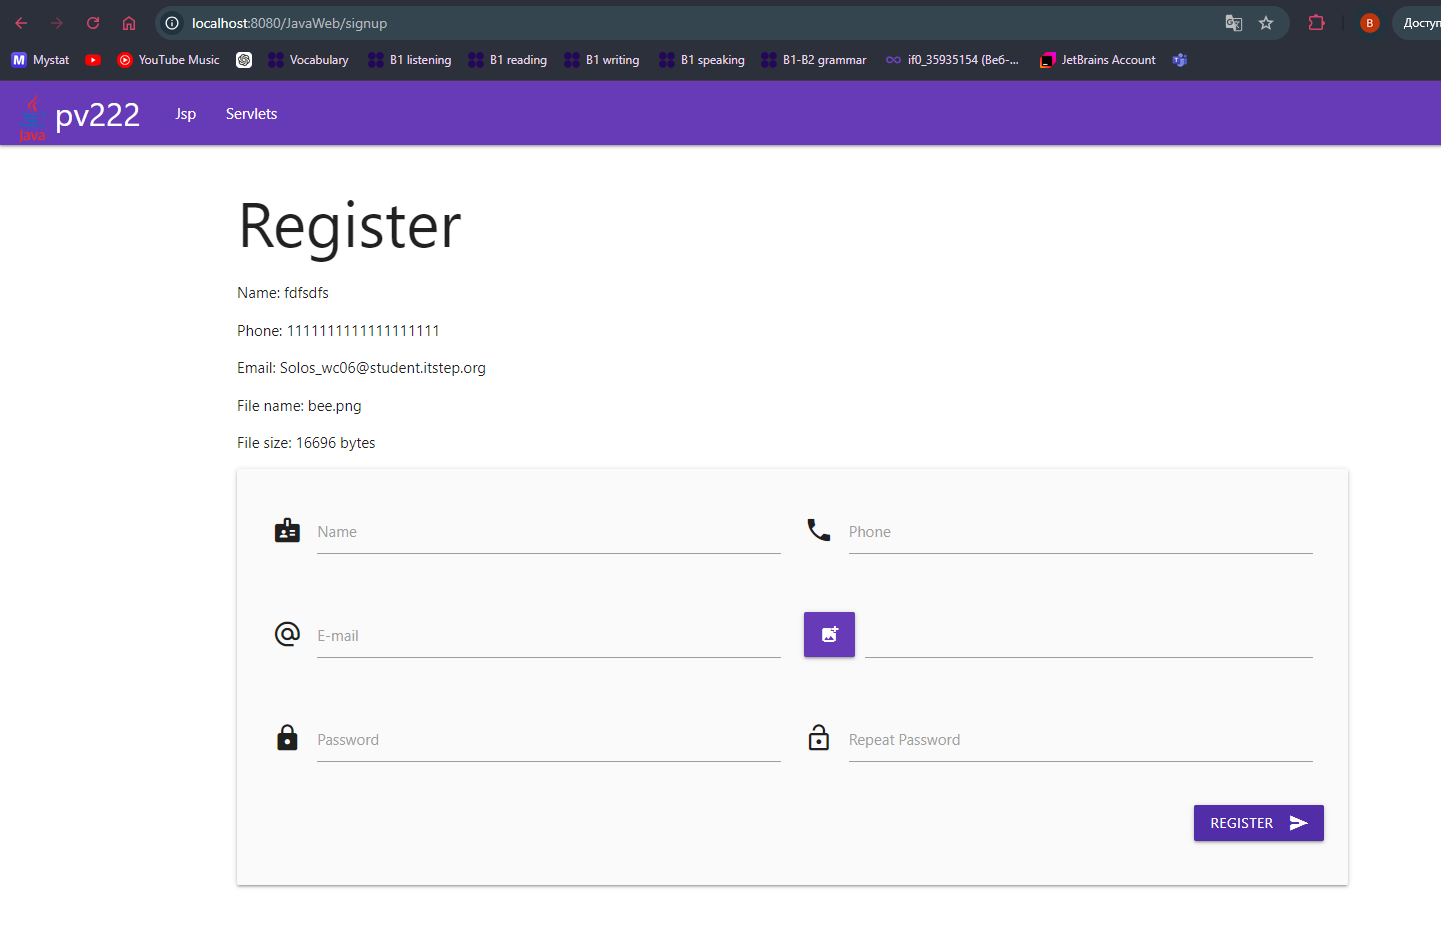 localhost:8080/JavaWeb/signup
B
Доступ
M Mystat
YouTube Music
Vocabulary
B1 listening
B1 reading
B1 writing
B1 speaking
B1-B2 grammar
if0_35935154 (Be6-...
JetBrains Account
Java
pv222
Jsp
Servlets
Register
Name: fdfsdfs
Phone: 1111111111111111111
Email: Solos_wc06@student.itstep.org
File name: bee.png
File size: 16696 bytes
Name
Phone
E-mail
Password
Repeat Password
REGISTER